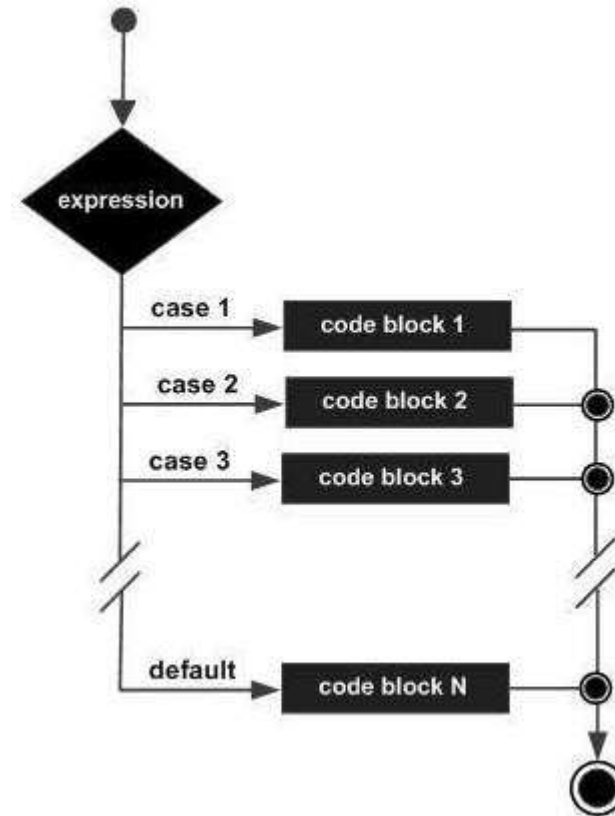 expression
case 1
code block 1
case 2
code block 2
case 3
code block 3
default
code block N